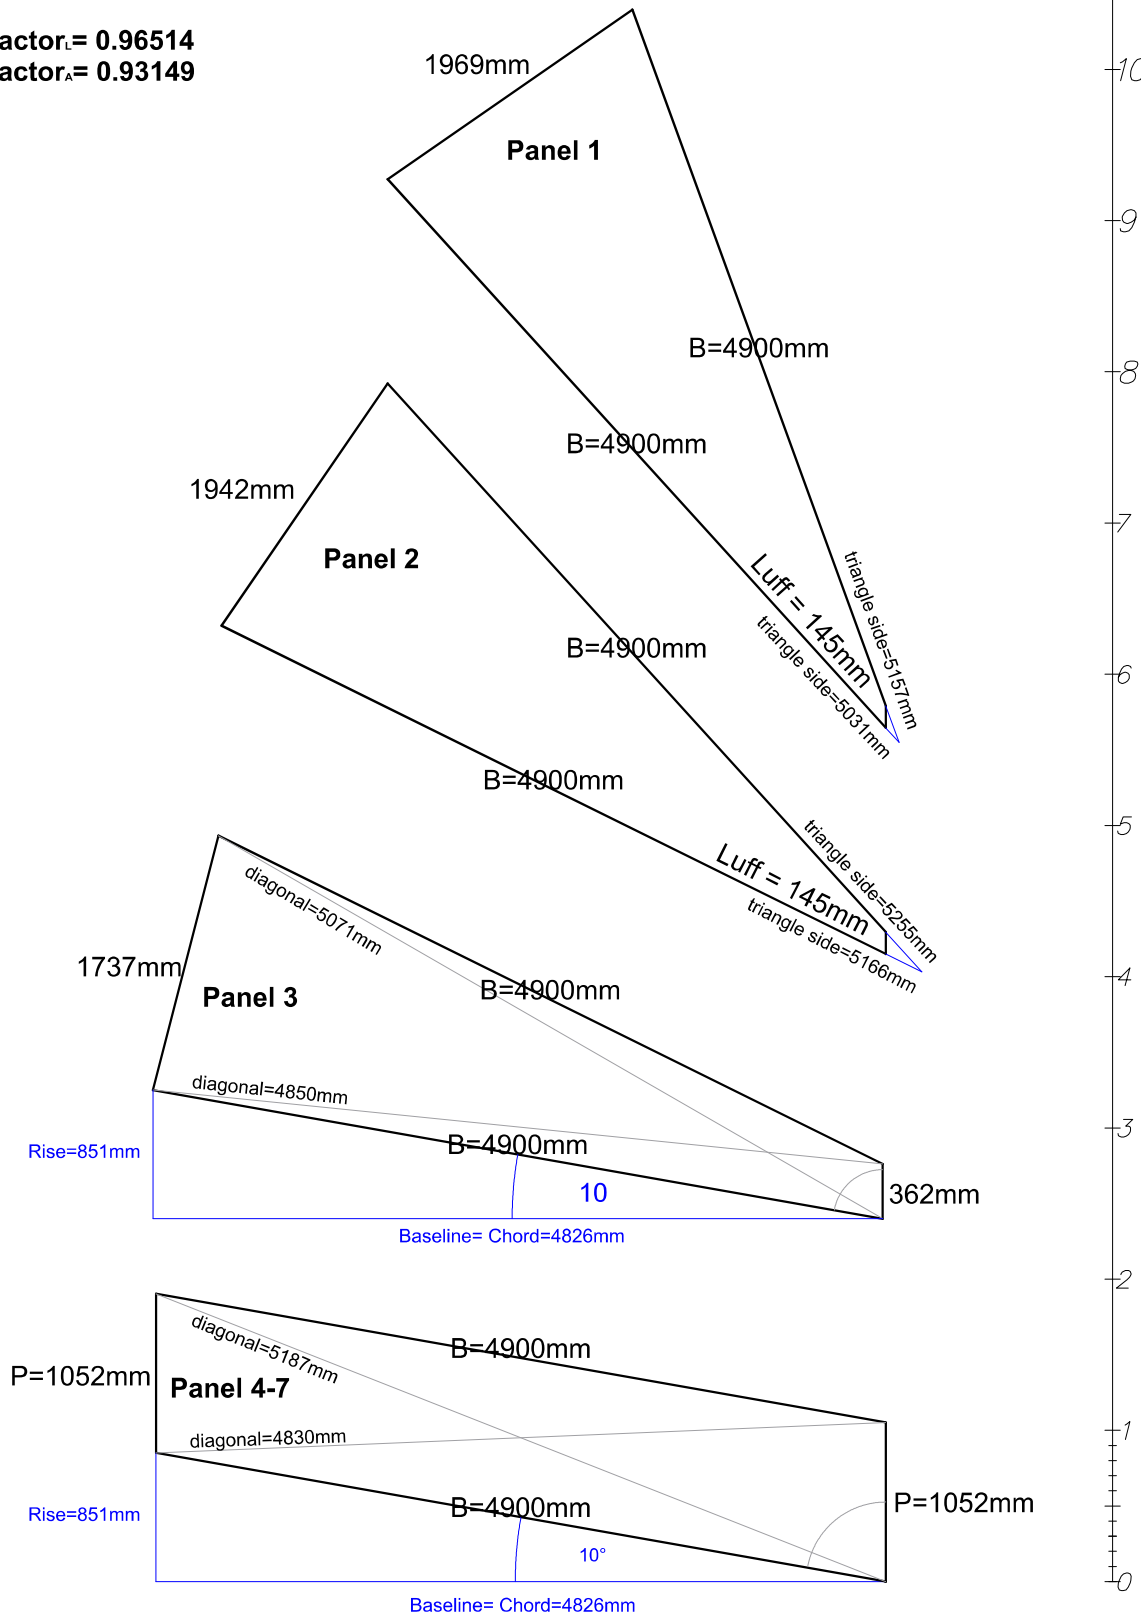 actorL= 0.96514
actorA= 0.93149
1969mm
Panel 1
B=4900mm
B=4900mm
Luff = 145mm
triangle side=5157mm
triangle side=5031mm
1942mm
Panel 2
B=4900mm
B=4900mm
Luff = 145mm
triangle side=5255mm
triangle side=5166mm
diagonal=5071mm
1737mm
Panel 3
B=4900mm
diagonal=4850mm
B=4900mm
Rise=851mm
10
362mm
Baseline= Chord=4826mm
diagonal=5187mm
B=4900mm
P=1052mm
Panel 4-7
diagonal=4830mm
B=4900mm
P=1052mm
Rise=851mm
10°
Baseline= Chord=4826mm
10
9
8
7
6
5
4
3
2
1
0